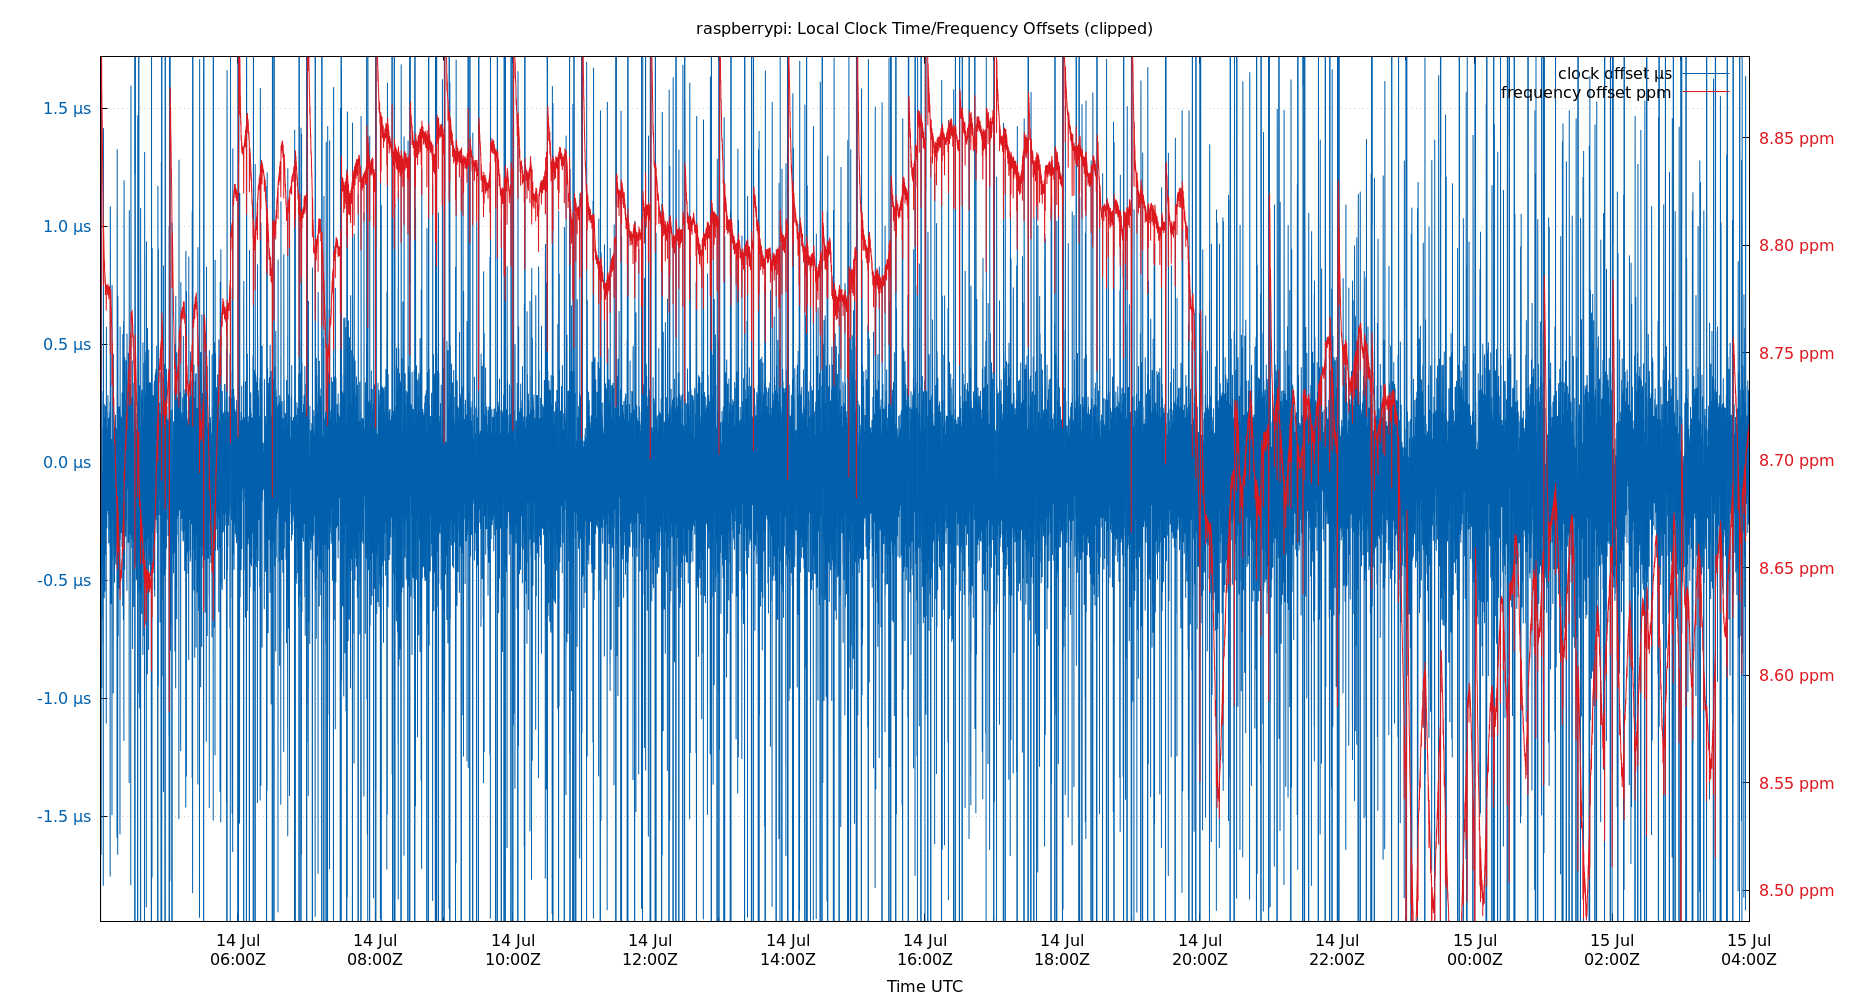 raspberrypi: Local Clock Time/Frequency Offsets (clipped)
clock offset µs
frequency offset ppm
1.5 µs
1.0 µs
0.5 µs
0.0 µs
-0.5 µs
-1.0 µs
-1.5 µs
8.85 ppm
8.80 ppm
8.75 ppm
8.70 ppm
8.65 ppm
8.60 ppm
8.55 ppm
8.50 ppm
14 Jul
06:00Z
14 Jul
08:00Z
14 Jul
10:00Z
14 Jul
12:00Z
14 Jul
14:00Z
14 Jul
16:00Z
14 Jul
18:00Z
14 Jul
20:00Z
14 Jul
22:00Z
15 Jul
00:00Z
15 Jul
02:00Z
15 Jul
04:00Z
Time UTC